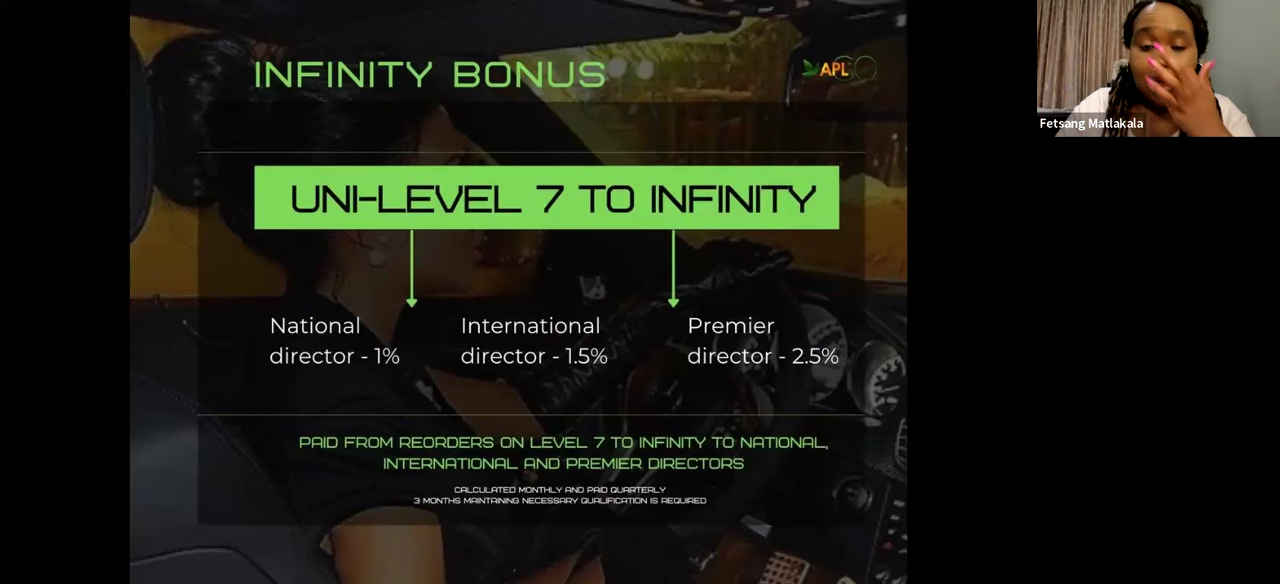 INFINITY BONUS
APLGO
UNI-LEVEL 7 TO INFINITY
National
director - 1%
International
director - 1.5%
Premier
director - 2.5%
PAID FROM REORDERS ON LEVEL 7 TO INFINITY TO NATIONAL,
INTERNATIONAL AND PREMIER DIRECTORS
CALCULATED MONTHLY AND PAID QUARTERLY
3 MONTHS MAINTAINING NECESSARY QUALIFICATION IS REQUIRED
Fetsang Matlakala